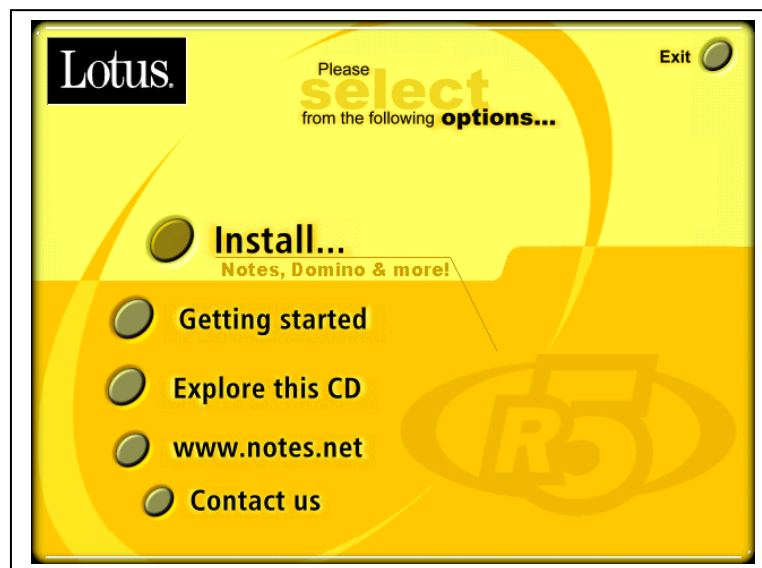 Lotus.
Please
select
from the following options...
Exit
Install...
Notes, Domino & more!
Getting started
Explore this CD
www.notes.net
Contact us
R5